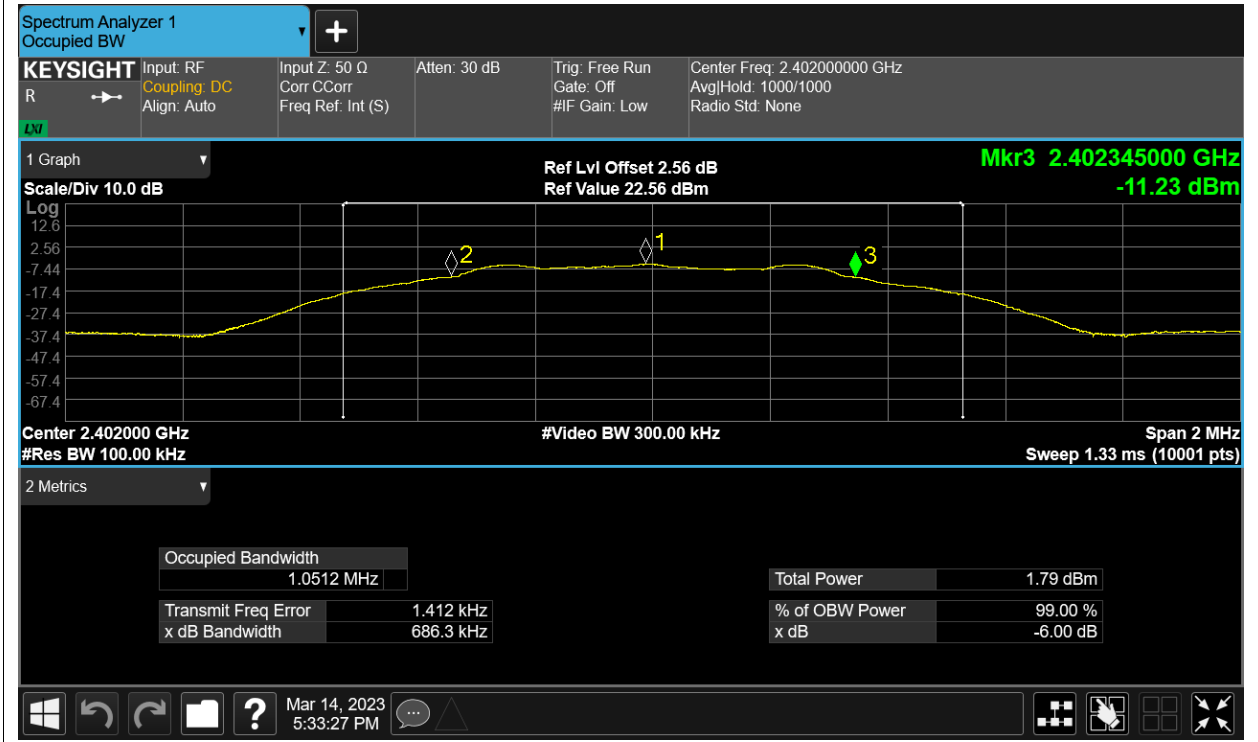 Spectrum Analyzer 1
Occupied BW
+
KEYSIGHT Input: RF Input Z: 50 Ω Atten: 30 dB Trig: Free Run Center Freq: 2.402000000 GHz
R Coupling: DC Corr CCorr Gate: Off Avg|Hold: 1000/1000
Align: Auto Freq Ref: Int (S) #IF Gain: Low Radio Std: None
LXI
1 Graph
Ref Lvl Offset 2.56 dB
Mkr3 2.402345000 GHz
Scale/Div 10.0 dB Ref Value 22.56 dBm -11.23 dBm
Log
12.6
2.56
-7.44
-17.4
-27.4
-37.4
-47.4
-57.4
-67.4
2
1
3
Center 2.402000 GHz #Video BW 300.00 kHz Span 2 MHz
#Res BW 100.00 kHz Sweep 1.33 ms (10001 pts)
2 Metrics
Occupied Bandwidth
1.0512 MHz Total Power 1.79 dBm
Transmit Freq Error 1.412 kHz % of OBW Power 99.00 %
x dB Bandwidth 686.3 kHz x dB -6.00 dB
?
Mar 14, 2023
5:33:27 PM